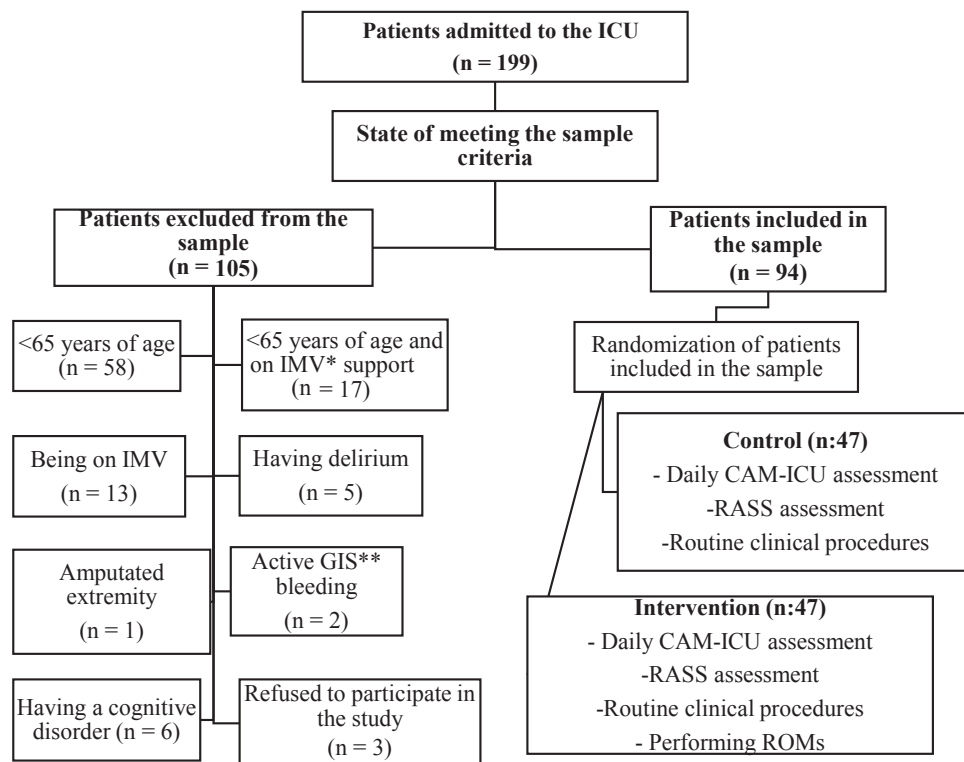 Patients admitted to the ICU
(n = 199)
State of meeting the sample
criteria
Patients excluded from the
sample
(n = 105)
Patients included in
the sample
(n = 94)
<65 years of age
(n = 58)
<65 years of age and
on IMV* support
(n = 17)
Being on IMV
(n = 13)
Having delirium
(n = 5)
Amputated
extremity
(n = 1)
Active GIS**
bleeding
(n = 2)
Having a cognitive
disorder (n = 6)
Refused to participate in
the study
(n = 3)
Randomization of patients
included in the sample
Control (n:47)
- Daily CAM-ICU assessment
-RASS assessment
-Routine clinical procedures
Intervention (n:47)
- Daily CAM-ICU assessment
-RASS assessment
-Routine clinical procedures
- Performing ROMs